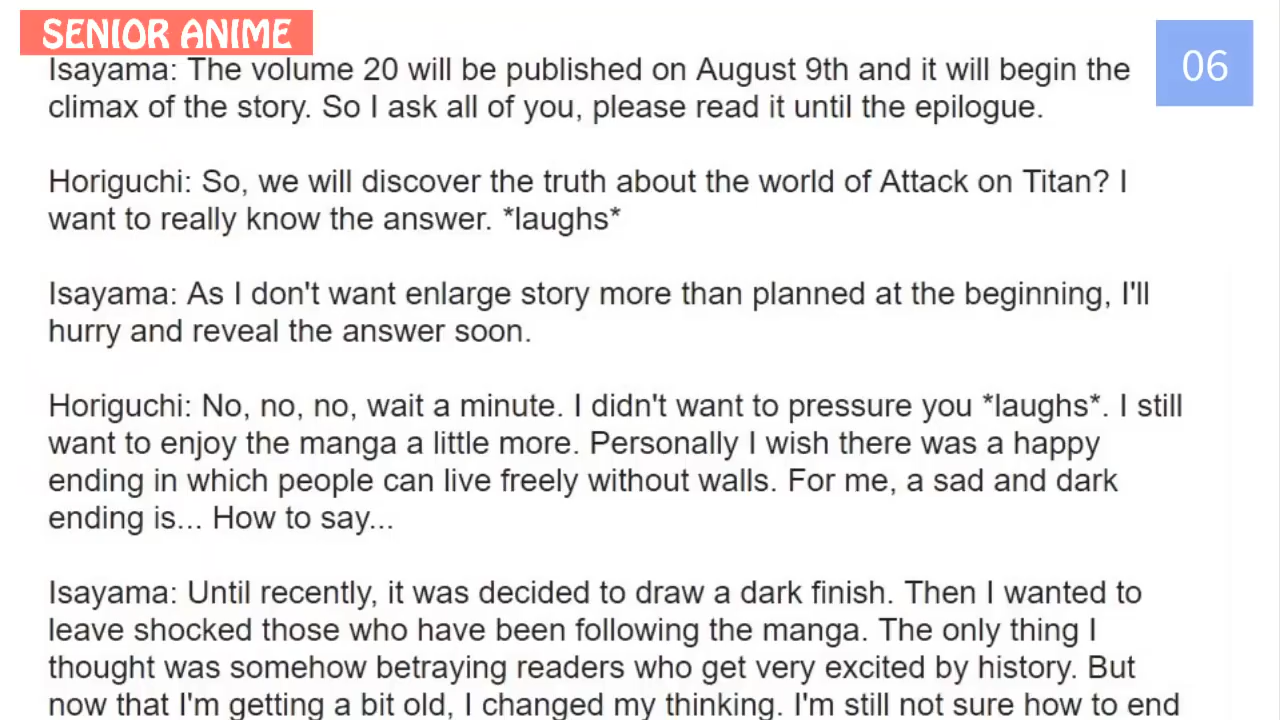 SENIOR ANIME
06
Isayama: The volume 20 will be published on August 9th and it will begin the
climax of the story. So I ask all of you, please read it until the epilogue.
Horiguchi: So, we will discover the truth about the world of Attack on Titan? I
want to really know the answer. *laughs*
Isayama: As I don't want enlarge story more than planned at the beginning, I'll
hurry and reveal the answer soon.
Horiguchi: No, no, no, wait a minute. I didn't want to pressure you *laughs*. I still
want to enjoy the manga a little more. Personally I wish there was a happy
ending in which people can live freely without walls. For me, a sad and dark
ending is... How to say...
Isayama: Until recently, it was decided to draw a dark finish. Then I wanted to
leave shocked those who have been following the manga. The only thing I
thought was somehow betraying readers who get very excited by history. But
now that I'm getting a bit old, I changed my thinking. I'm still not sure how to end